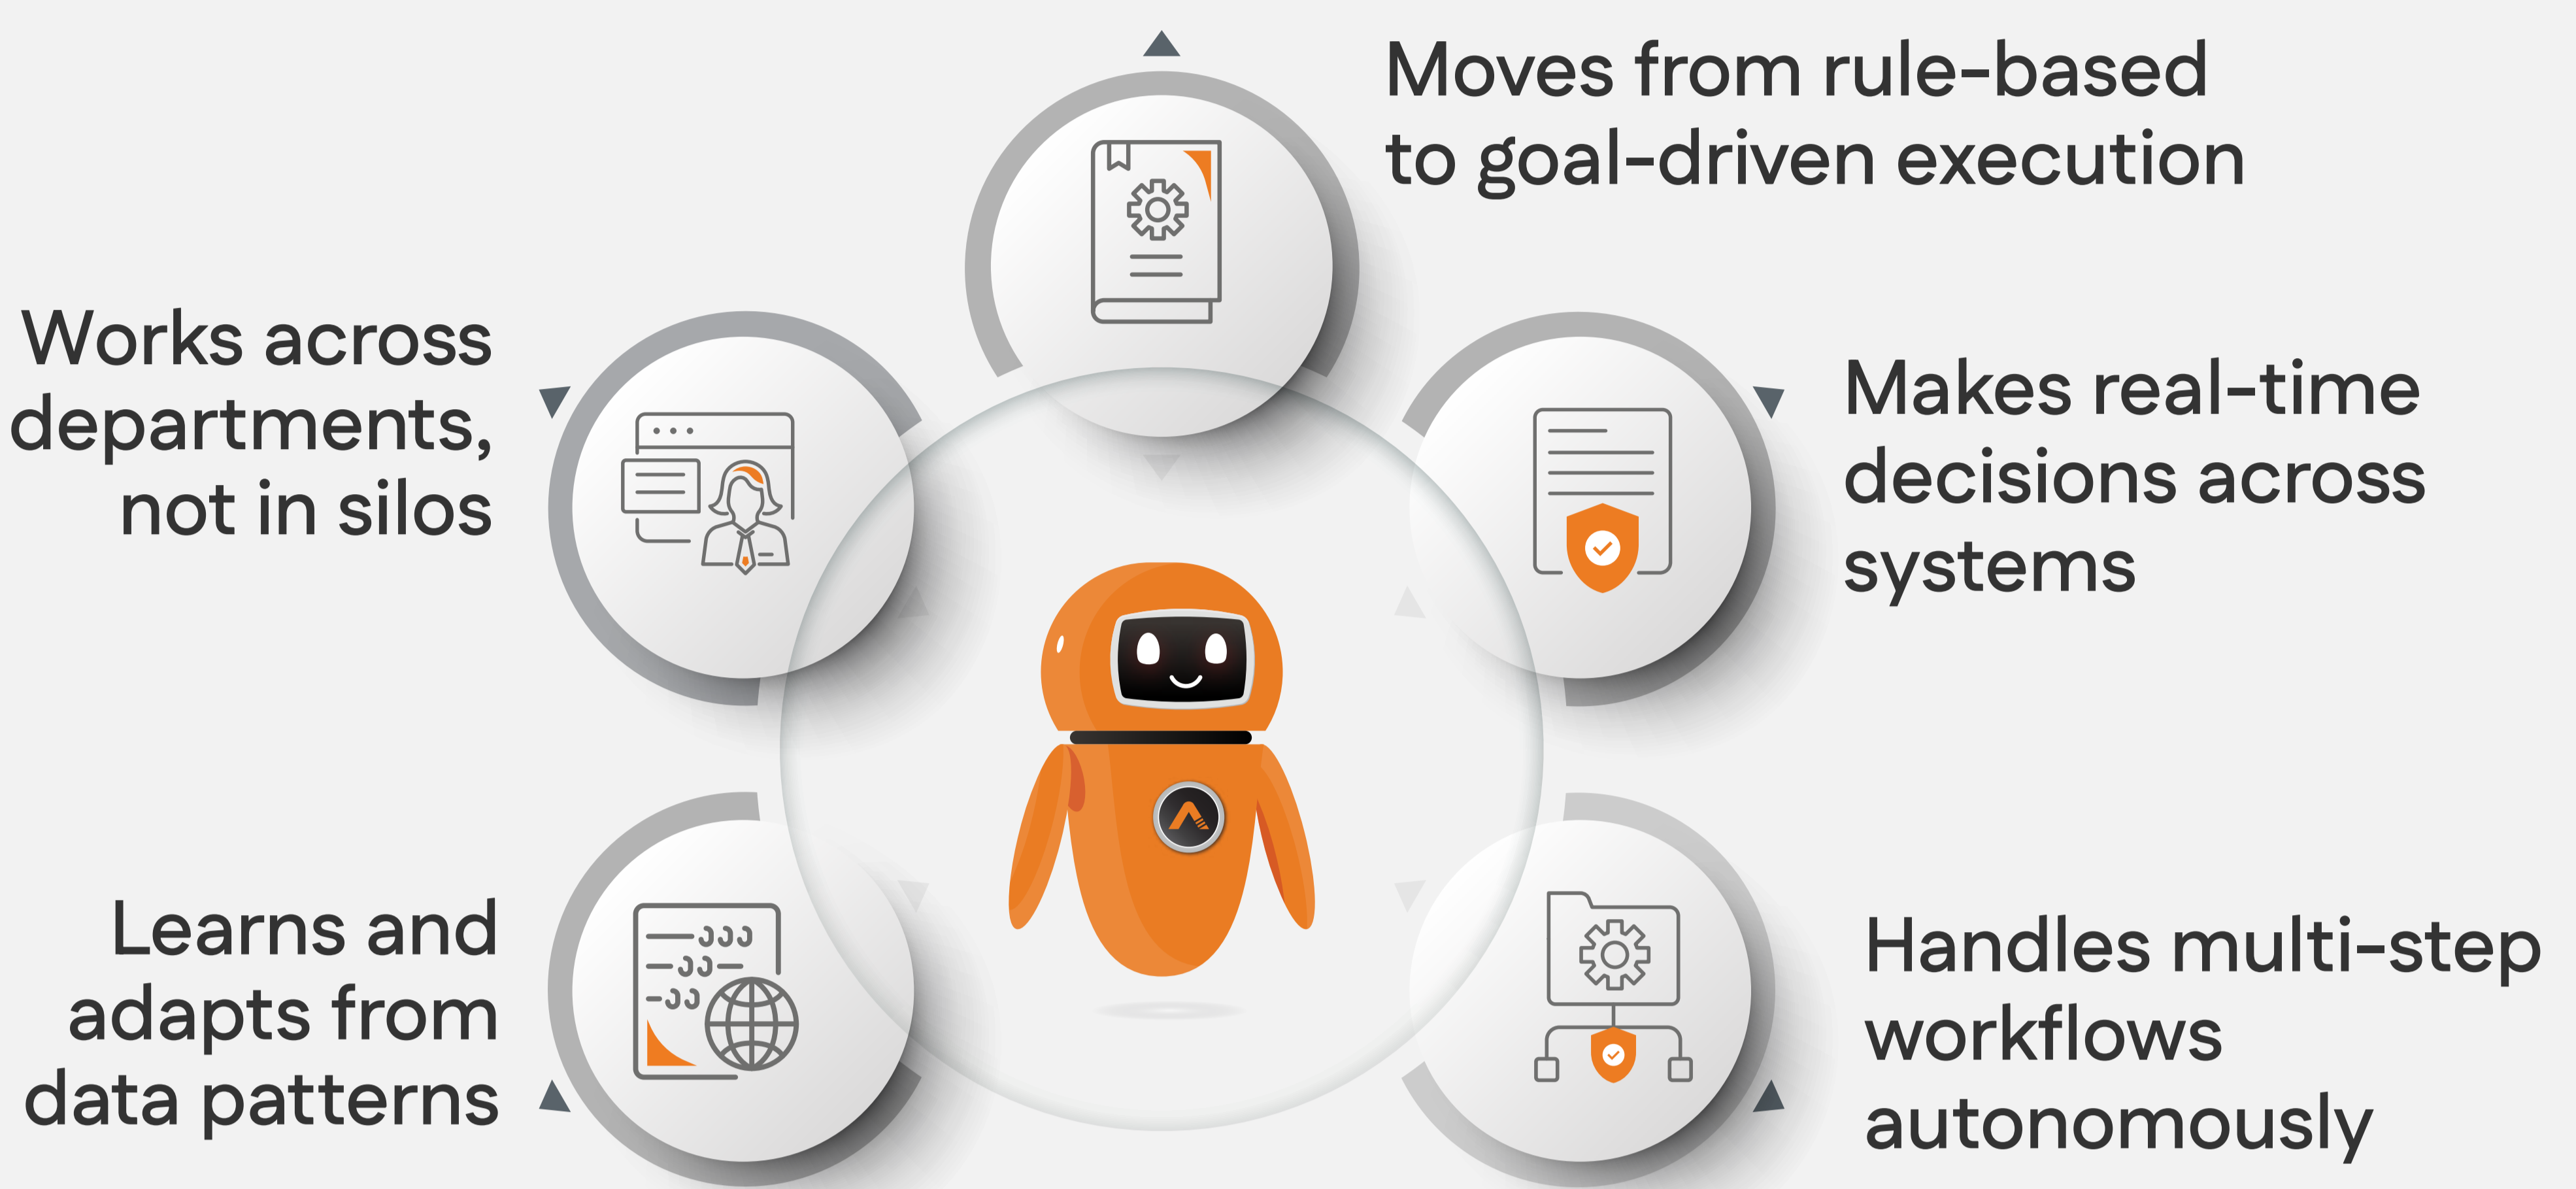 Moves from rule-based
to goal-driven execution
Makes real-time
decisions across
systems
Handles multi-step
workflows
autonomously
Learns and
adapts from
data patterns
Works across
departments,
not in silos